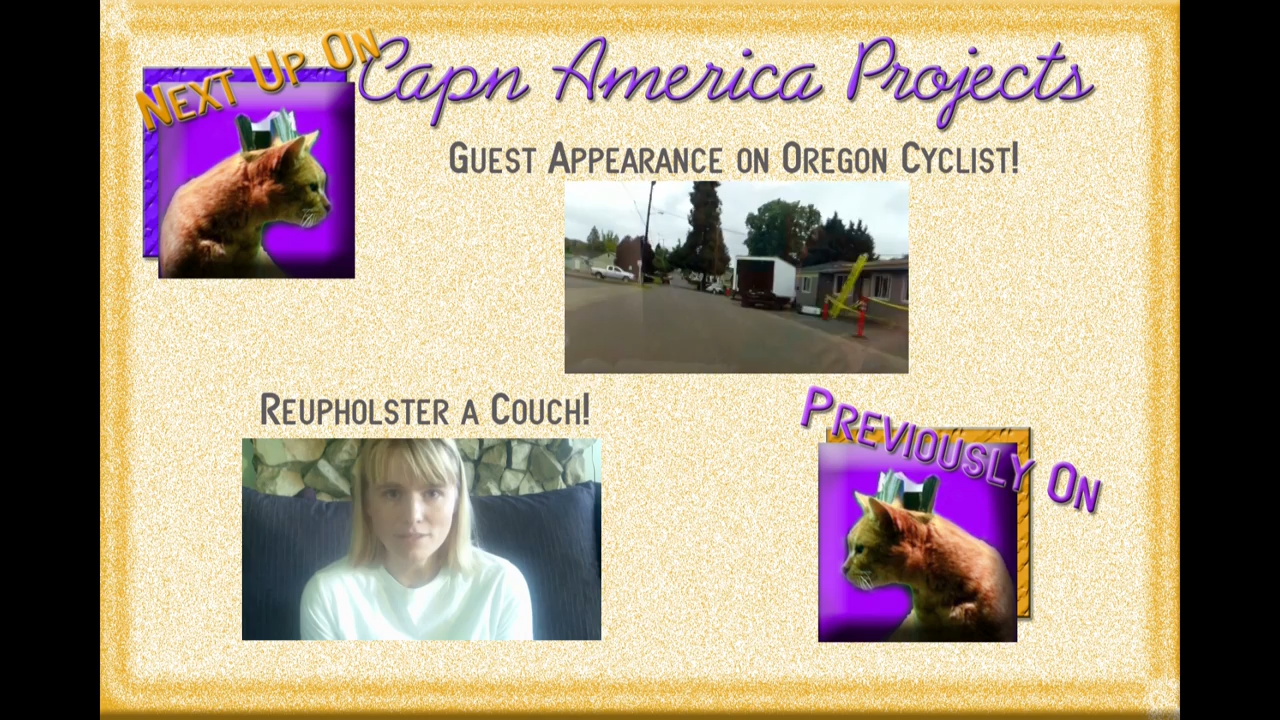 Next Up On
Capn America Projects
Guest Appearance on Oregon Cyclist!
Reupholster a Couch!
Previously On